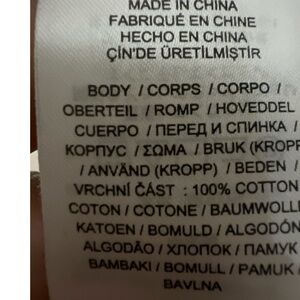 MADE IN CHINA
FABRIQUÉ EN CHINE
HECHO EN CHINA
ÇİN'DE ÜRETİLMİŞTİR
BODY / CORPS / CORPO /
OBERTEIL / ROMP / HOVEDDEL
CUERPO / ПЕРЕД И СПИНКА /
КОРПУС / ΣΩΜΑ / BRUK (KROPP
/ ANVÄND (KROPP) / BEDEN /
VRCHNÍ ČÁST : 100% COTTON
COTON / COTONE / BAUMWOLL
KATOEN / BOMULD / ALGODÓN
ALGODÃO / ХЛОПОК / ПАМУК
BAMBAKI / BOMULL / PAMUK
BAVLNA